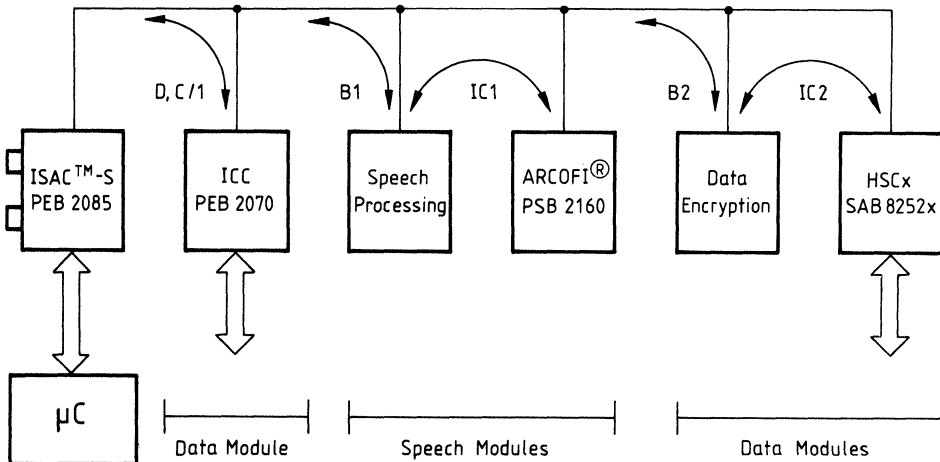 D, C/1
B1
IC1
B2
IC2
ISAC™-S
PEB 2085
ICC
PEB 2070
Speech
Processing
ARCOFI®
PSB 2160
Data
Encryption
HSCx
SAB 8252x
µC
Data Module
Speech Modules
Data Modules